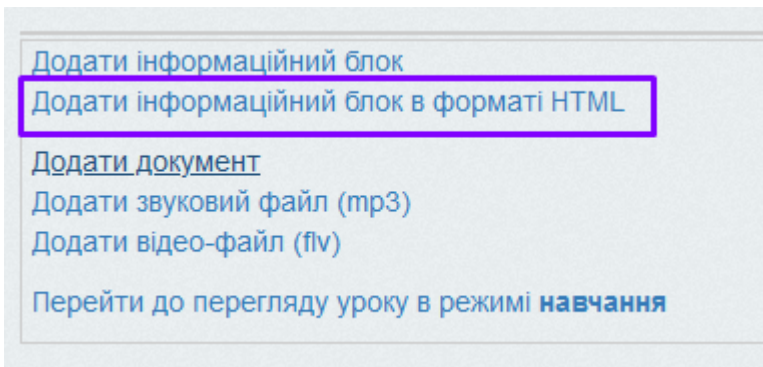 Додати інформаційний блок
Додати інформаційний блок в форматі HTML
Додати документ
Додати звуковий файл (mp3)
Додати відео-файл (flv)
Перейти до перегляду уроку в режимі навчання